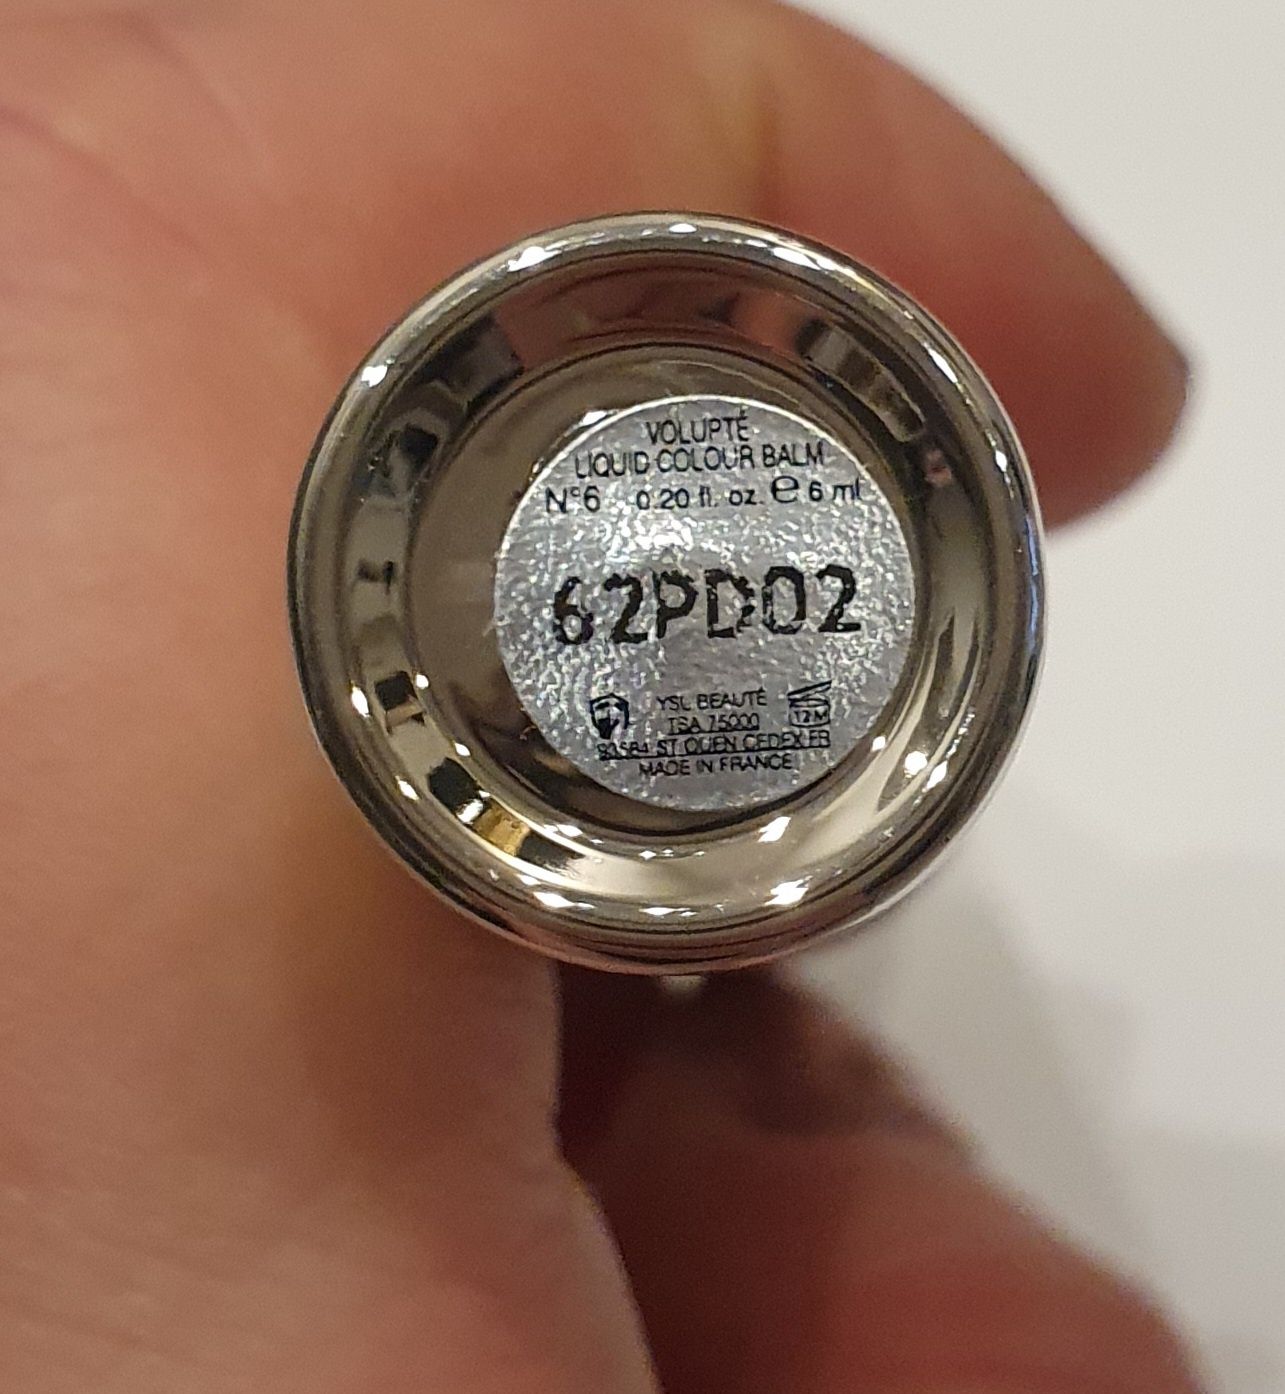 VOLUPTÉ
LIQUID COLOUR BALM
N°6 0.20 fl. oz. ℮ 6 ml
62PD02
YSL BEAUTÉ
TSA 75000
93584 ST OUEN CEDEX FR
MADE IN FRANCE
12M